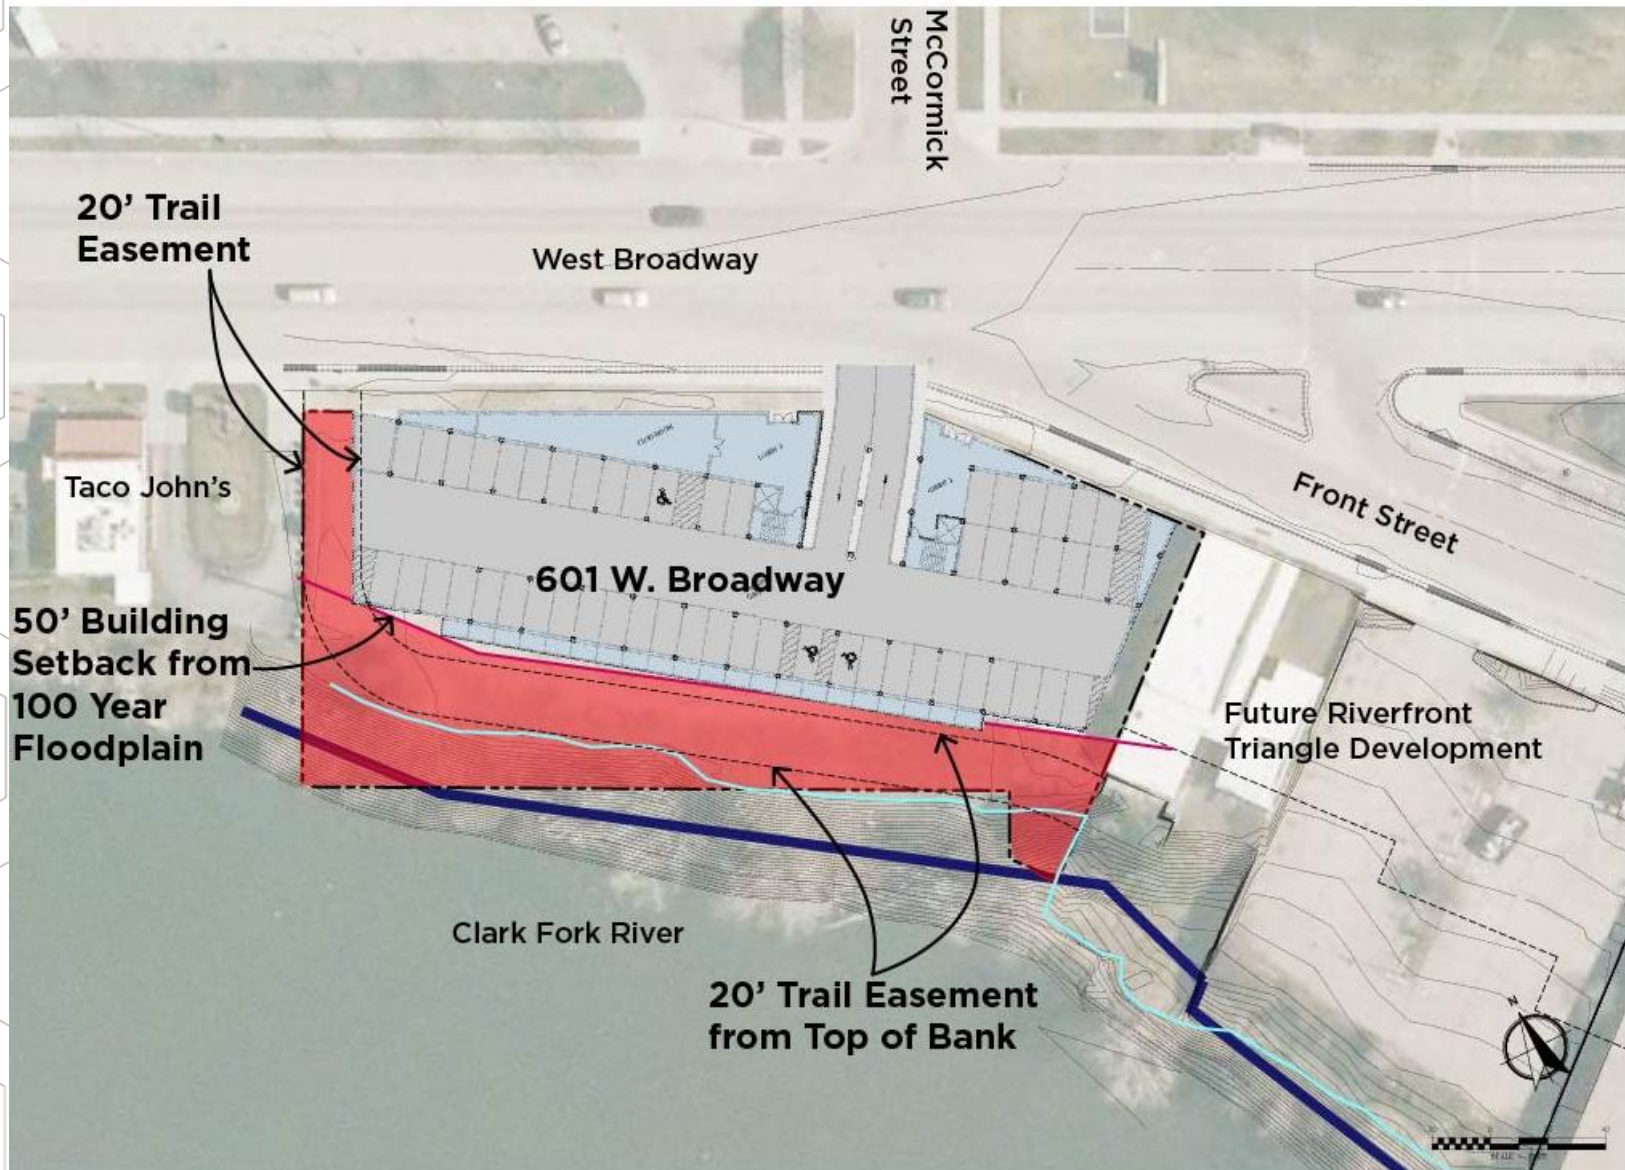 McCormick
Street
20’ Trail
Easement
West Broadway
Taco John’s
Front Street
601 W. Broadway
50’ Building
Setback from
100 Year
Floodplain
Future Riverfront
Triangle Development
Clark Fork River
20’ Trail Easement
from Top of Bank
N